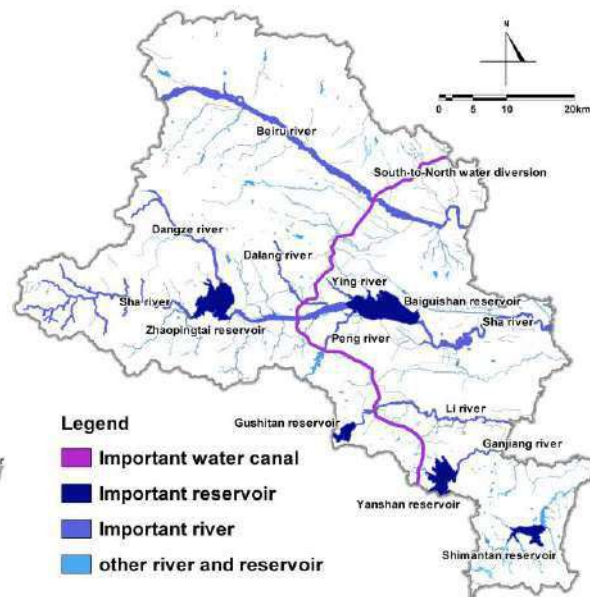 N
0 5 10 20km
Beiru river
South-to-North water diversion
Dangze river
Dalang river
Ying river
Sha river
Baiguishan reservoir
Zhaopingtai reservoir
Sha river
Peng river
Li river
Gushitan reservoir
Ganjiang river
Yanshan reservoir
Shimantan reservoir
Legend
Important water canal
Important reservoir
Important river
other river and reservoir